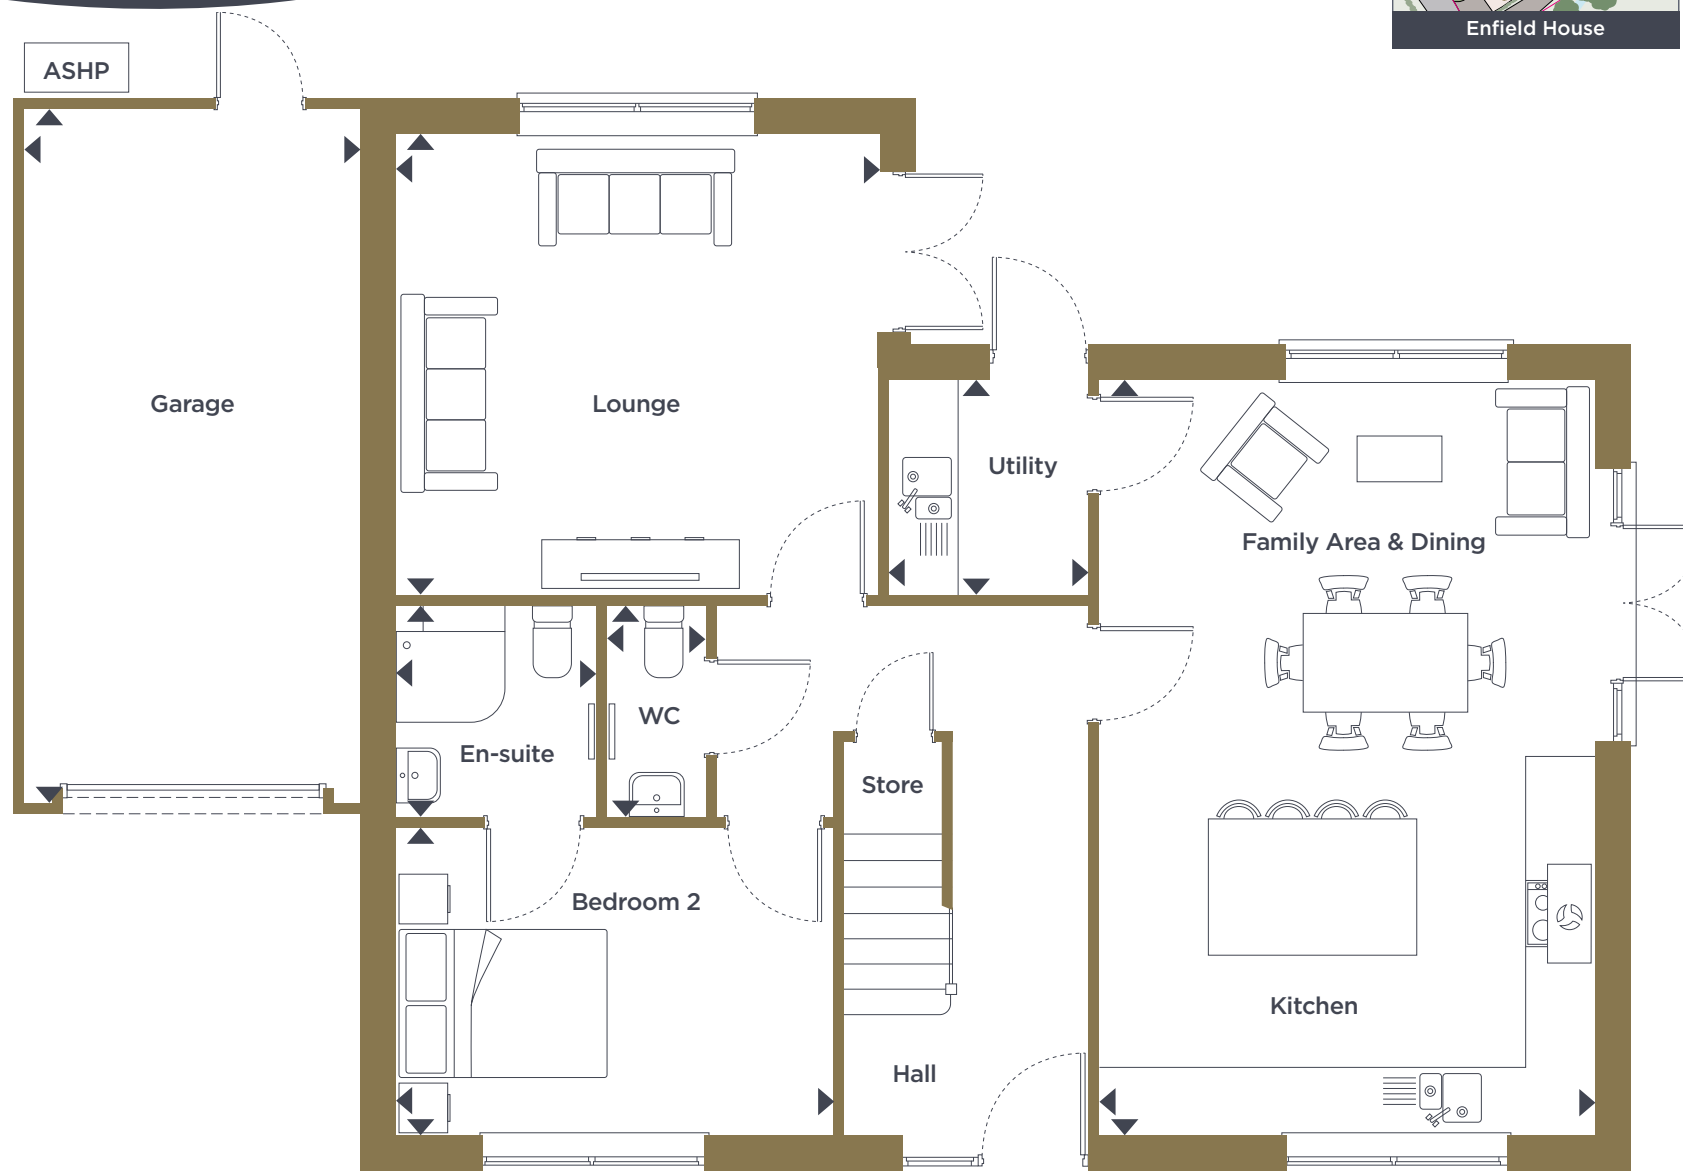 Enfield House
ASHP
Garage
Lounge
Utility
Family Area & Dining
WC
En-suite
Store
Bedroom 2
Kitchen
Hall